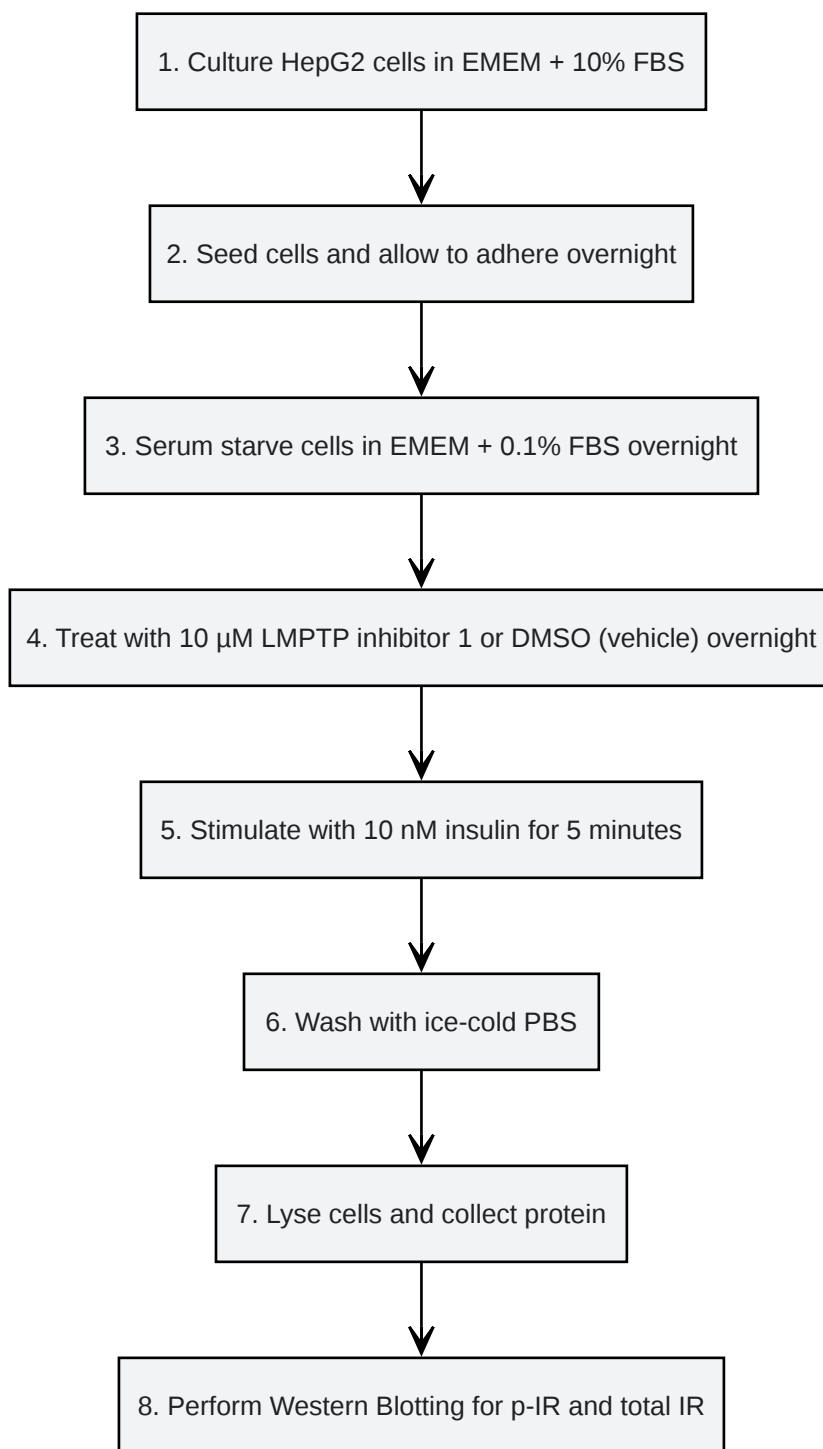 1. Culture HepG2 cells in EMEM + 10% FBS
2. Seed cells and allow to adhere overnight
3. Serum starve cells in EMEM + 0.1% FBS overnight
4. Treat with 10 µM LMPTP inhibitor 1 or DMSO (vehicle) overnight
5. Stimulate with 10 nM insulin for 5 minutes
6. Wash with ice-cold PBS
7. Lyse cells and collect protein
8. Perform Western Blotting for p-IR and total IR